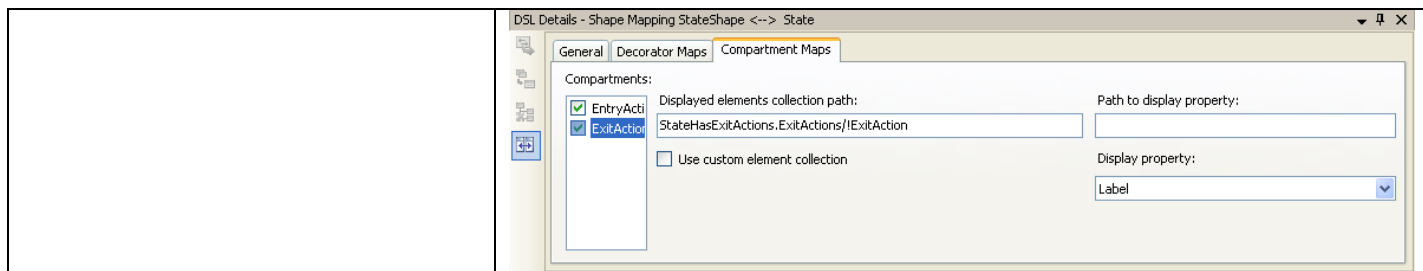 DSL Details - Shape Mapping StateShape <--> State
General Decorator Maps Compartment Maps
Compartments:
Displayed elements collection path: Path to display property:
EntryActi
ExitAction StateHasExitActions.ExitActions/!ExitAction
Use custom element collection Display property:
Label